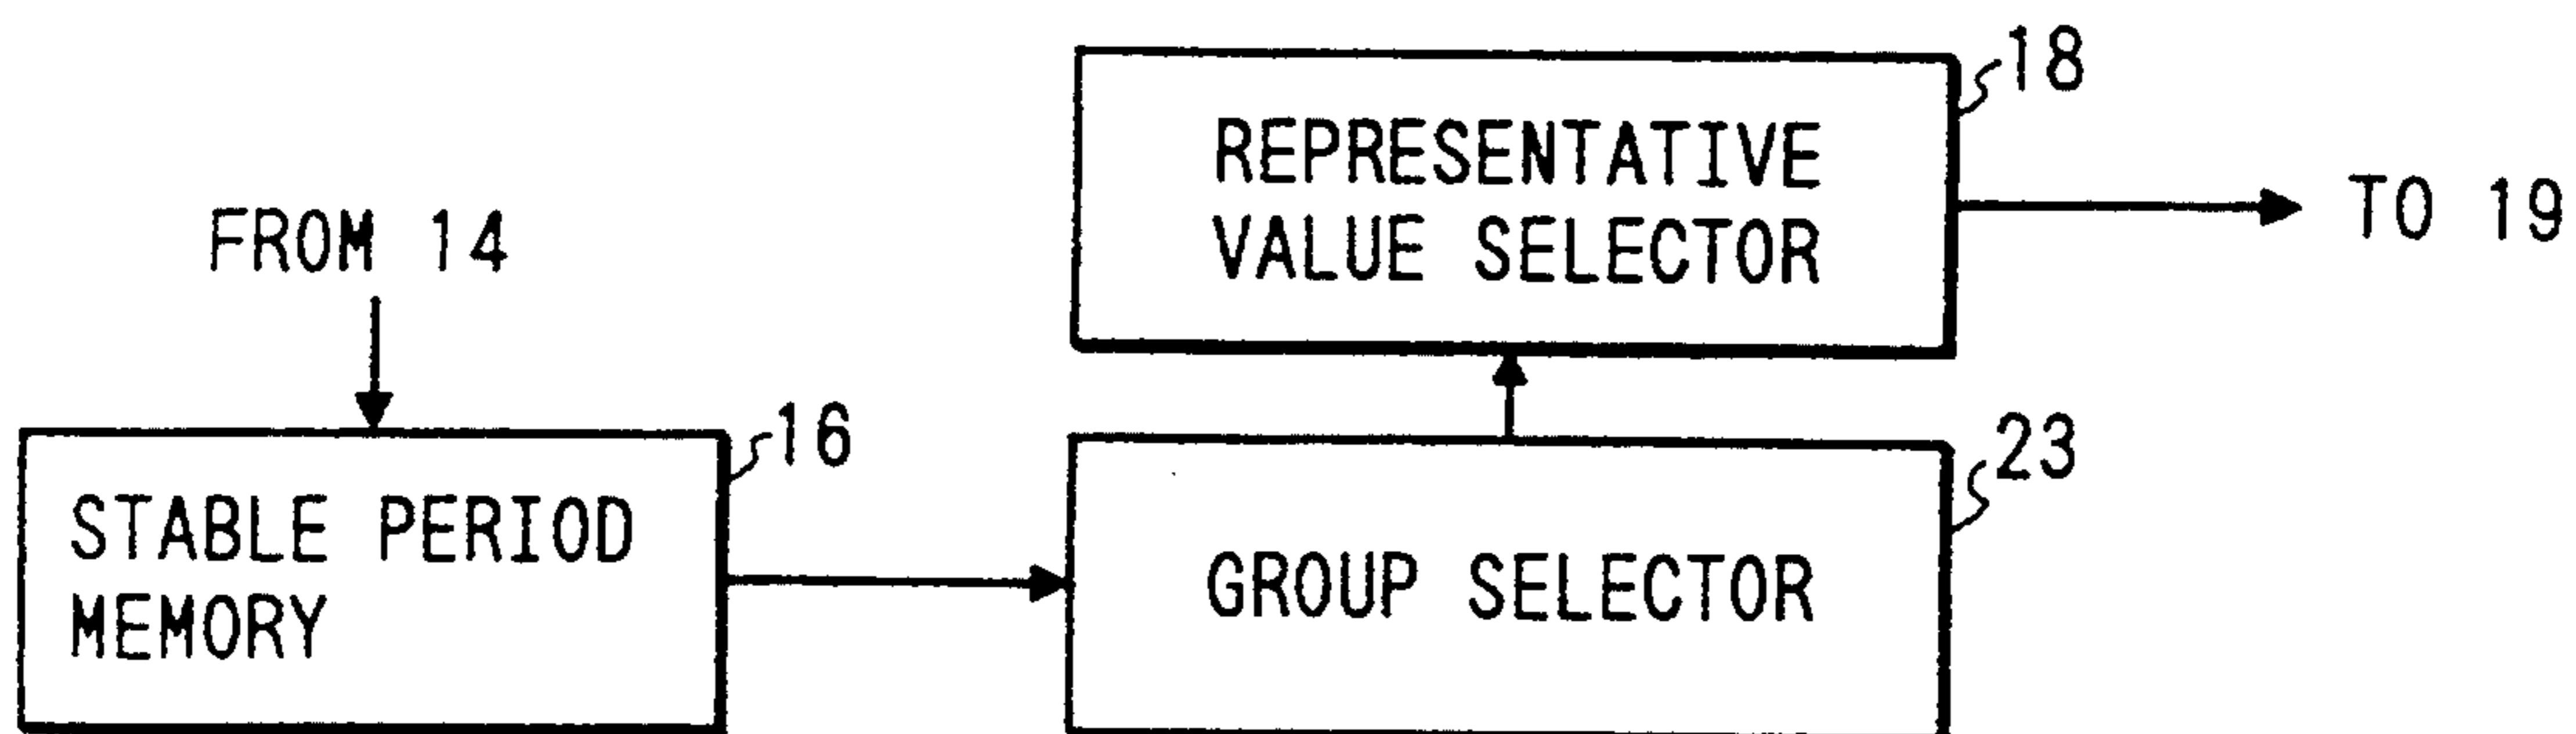 18
REPRESENTATIVE
VALUE SELECTOR
TO 19
FROM 14
16
STABLE PERIOD
MEMORY
23
GROUP SELECTOR